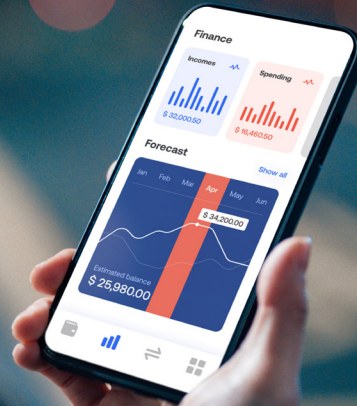 Finance
Incomes
$ 32,000.50
Spending
$ 16,460.50
Forecast
Show all
Jan Feb Mar Apr May Jun
$ 34,200.00
Estimated balance
$ 25,980.00